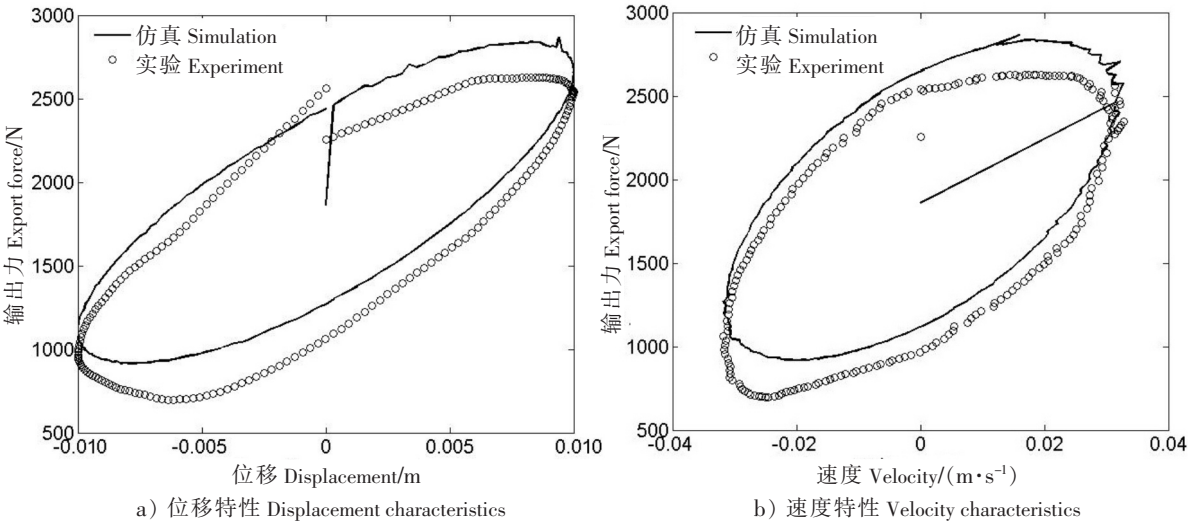 3000
2500
2000
1500
1000
500
输出力 Export force/N
仿真 Simulation
实验 Experiment
-0.010
-0.005
0
0.005
0.010
位移 Displacement/m
a) 位移特性 Displacement characteristics
3000
2500
2000
1500
1000
500
输出力 Export force/N
仿真 Simulation
实验 Experiment
-0.04
-0.02
0
0.02
0.04
速度 Velocity/(m·s⁻¹)
b) 速度特性 Velocity characteristics